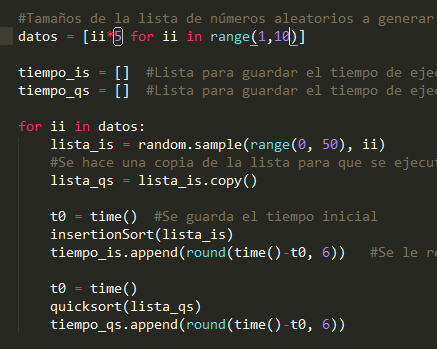 #Tamaños de la lista de números aleatorios a generar
datos = [ii*5 for ii in range(1,10)]
tiempo_is = []  #Lista para guardar el tiempo de ejec
tiempo_qs = []  #Lista para guardar el tiempo de ejec
for ii in datos:
lista_is = random.sample(range(0, 50), ii)
#Se hace una copia de la lista para que se ejecut
lista_qs = lista_is.copy()
t0 = time()  #Se guarda el tiempo inicial
insertionSort(lista_is)
tiempo_is.append(round(time()-t0, 6))   #Se le re
t0 = time()
quicksort(lista_qs)
tiempo_qs.append(round(time()-t0, 6))